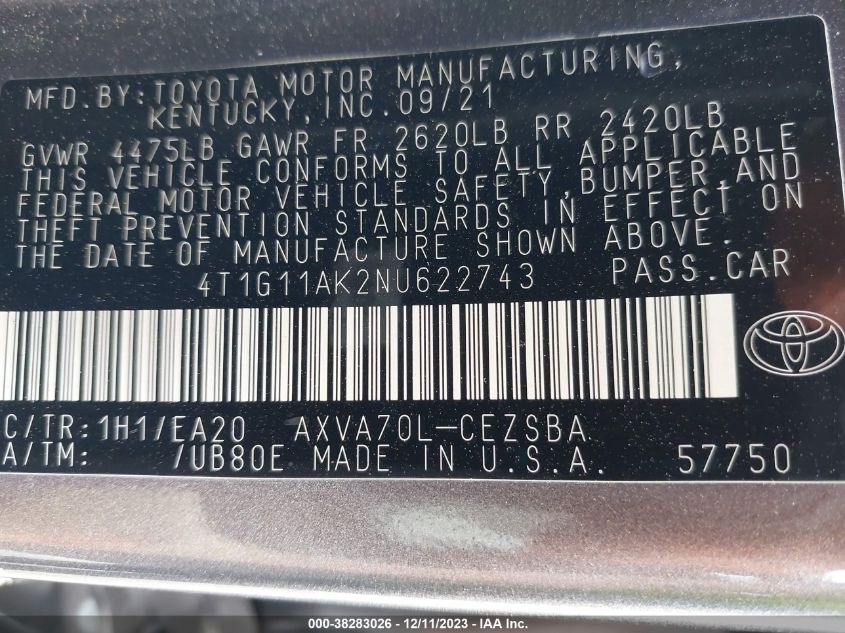 MFD.BY:TOYOTA MOTOR MANUFACTURING,
KENTUCKY,INC.09/21
GVWR 4475LB GAWR FR 2620LB RR 2420LB
THIS VEHICLE CONFORMS TO ALL APPLICABLE
FEDERAL MOTOR VEHICLE SAFETY,BUMPER,AND
THEFT PREVENTION STANDARDS IN EFFECT ON
THE DATE OF MANUFACTURE SHOWN ABOVE.
4T1G11AK2NU622743 PASS.CAR
C/TR:1H1/EA20 AXVA70L-CEZSBA
A/TM: /UB80E MADE IN U.S.A. 57750
000-38283026 - 12/11/2023 - IAA Inc.